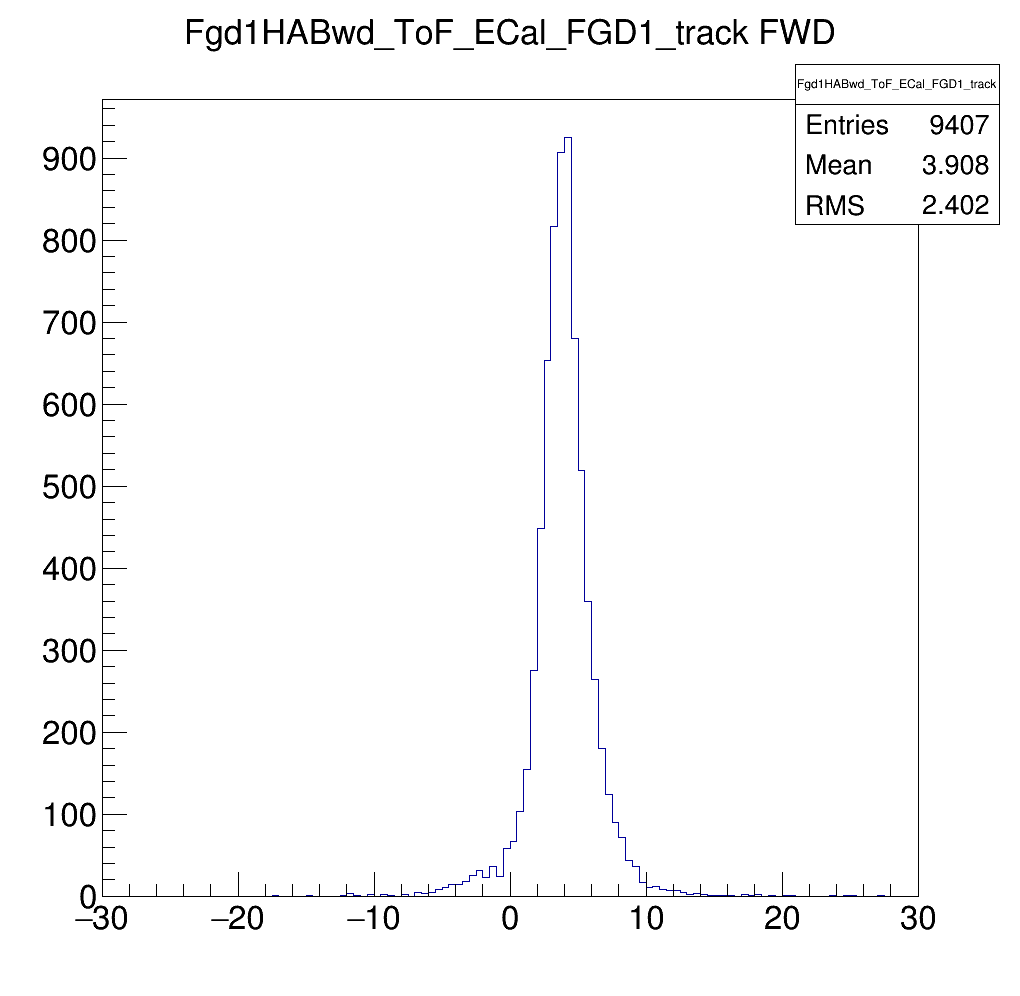 Fgd1HABwd_ToF_ECal_FGD1_track FWD
Fgd1HABwd_ToF_ECal_FGD1_track
Entries 9407
Mean 3.908
RMS 2.402
900
800
700
600
500
400
300
200
100
0
−30 −20 −10 0 10 20 30